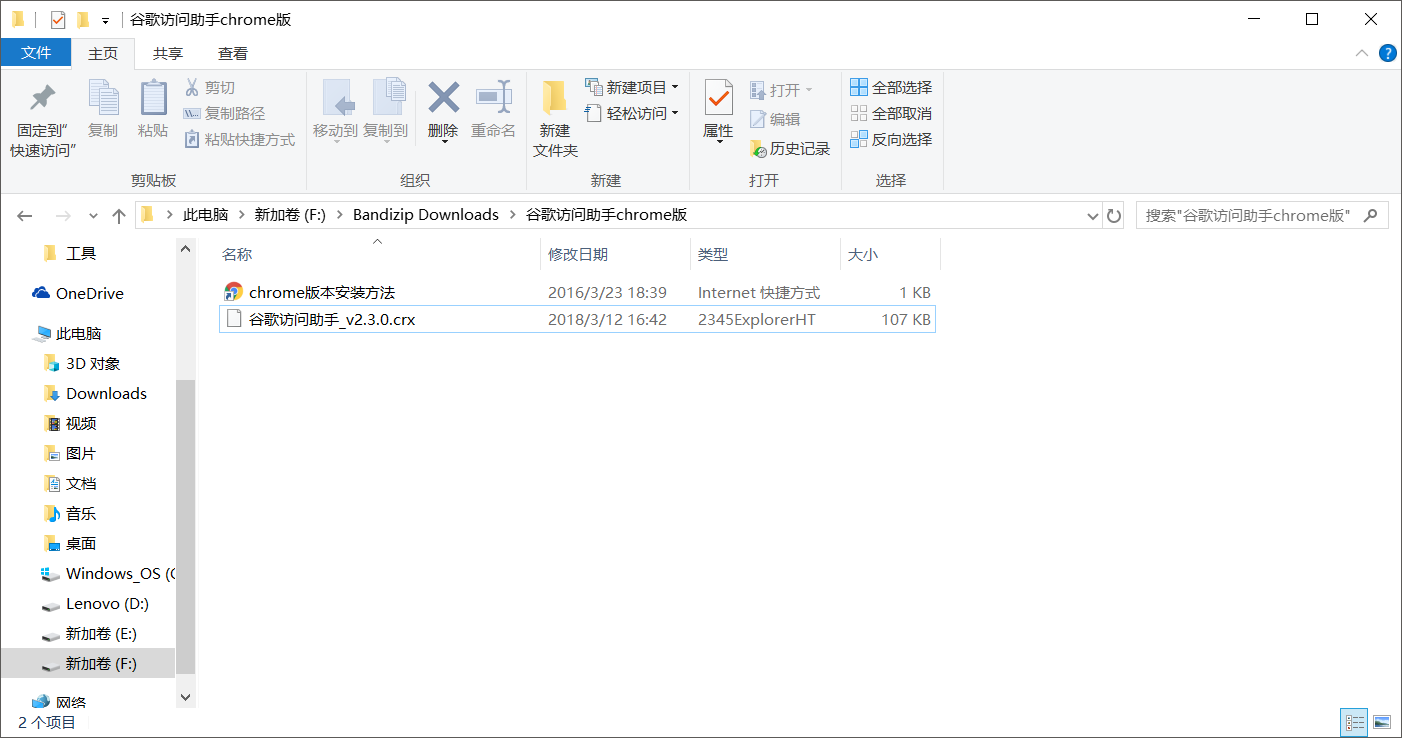 谷歌访问助手chrome版
文件 主页 共享 查看
固定到"快速访问"
复制
粘贴
剪切
复制路径
粘贴快捷方式
剪贴板
移动到
复制到
删除
重命名
组织
新建文件夹
新建项目
轻松访问
新建
属性
打开
编辑
历史记录
打开
全部选择
全部取消
反向选择
选择
此电脑 > 新加卷 (F:) > Bandizip Downloads > 谷歌访问助手chrome版
搜索"谷歌访问助手chrome版"
工具
OneDrive
此电脑
3D 对象
Downloads
视频
图片
文档
音乐
桌面
Windows_OS (C
Lenovo (D:)
新加卷 (E:)
新加卷 (F:)
网络
名称 修改日期 类型 大小
chrome版本安装方法 2016/3/23 18:39 Internet 快捷方式 1 KB
谷歌访问助手_v2.3.0.crx 2018/3/12 16:42 2345ExplorerHT 107 KB
2 个项目